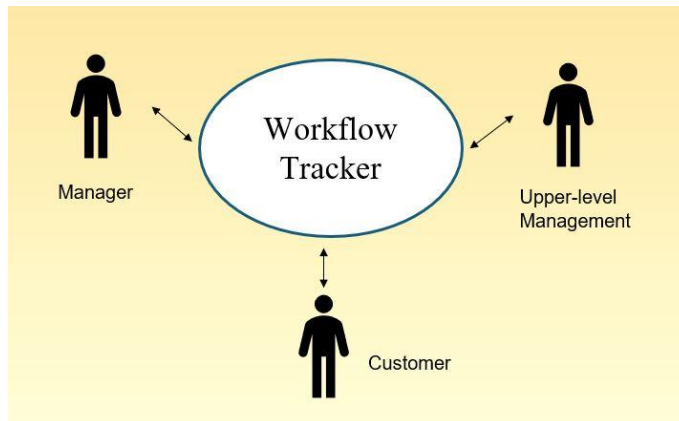 Workflow
Tracker
Manager
Upper-level
Management
Customer